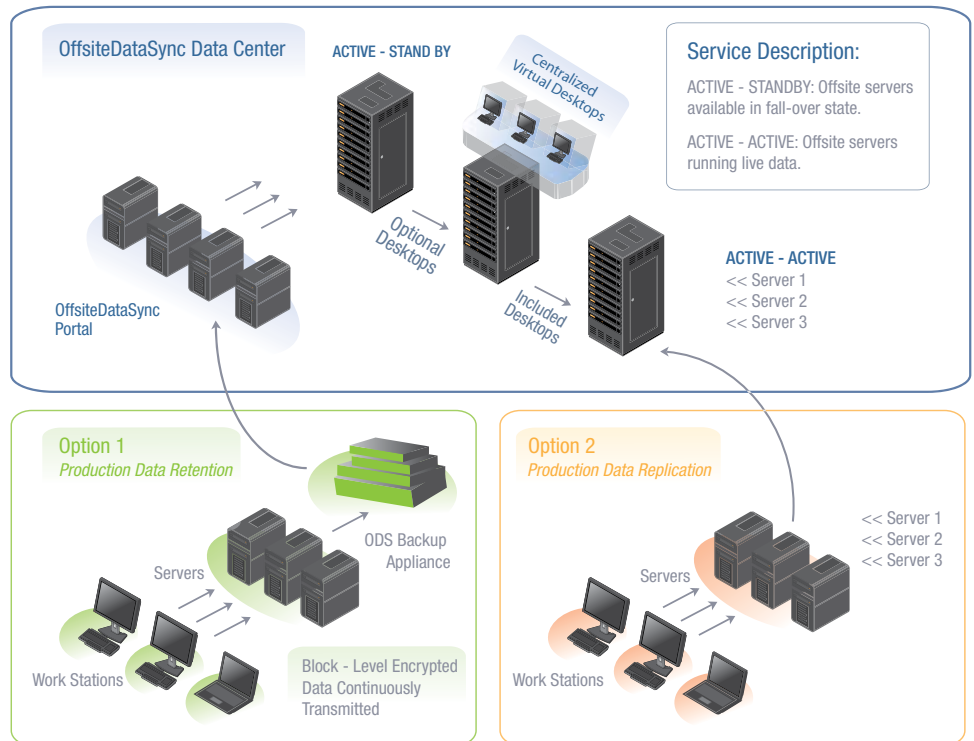 OffsiteDataSync Data Center
ACTIVE - STAND BY
Centralized
Virtual Desktops
Service Description:
ACTIVE - STANDBY: Offsite servers
available in fall-over state.
ACTIVE - ACTIVE: Offsite servers
running live data.
Optional
Desktops
Included
Desktops
ACTIVE - ACTIVE
<< Server 1
<< Server 2
<< Server 3
OffsiteDataSync
Portal
Option 1
Production Data Retention
ODS Backup
Appliance
Servers
Work Stations
Block - Level Encrypted
Data Continuously
Transmitted
Option 2
Production Data Replication
<< Server 1
<< Server 2
<< Server 3
Servers
Work Stations